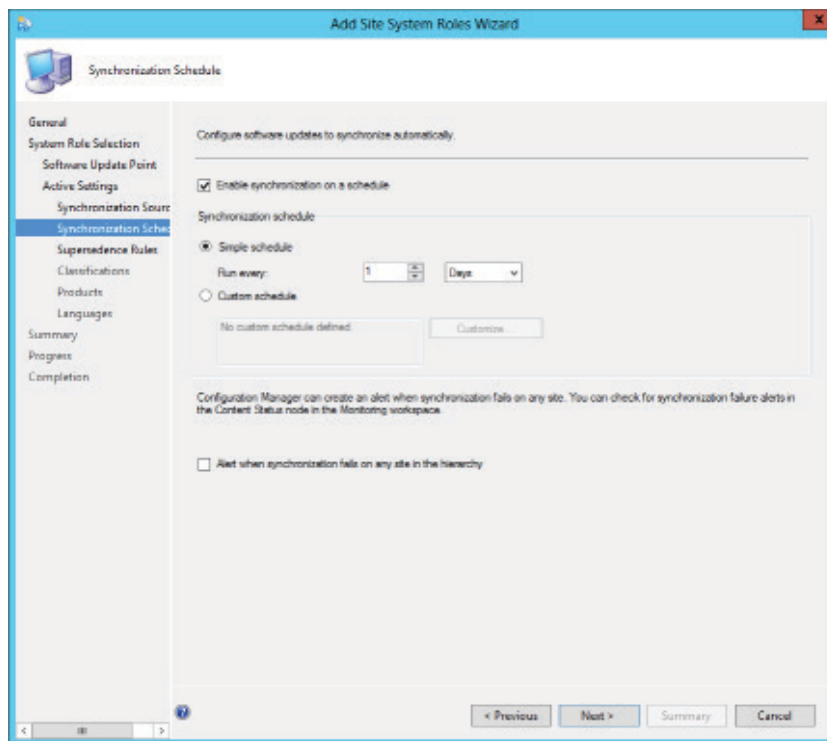 Add Site System Roles Wizard
x
Synchronization Schedule
General
System Role Selection
Software Update Point
Active Settings
Synchronization Sourc
Synchronization Sched
Supersedence Rules
Classifications
Products
Languages
Summary
Progress
Completion
Configure software updates to synchronize automatically.
Enable synchronization on a schedule
Synchronization schedule
Simple schedule
Run every: 1 Days
Custom schedule
No custom schedule defined. Customize...
Configuration Manager can create an alert when synchronization fails on any site. You can check for synchronization failure alerts in
the Content Status node in the Monitoring workspace.
Alert when synchronization fails on any site in the hierarchy
< Previous Next > Summary Cancel